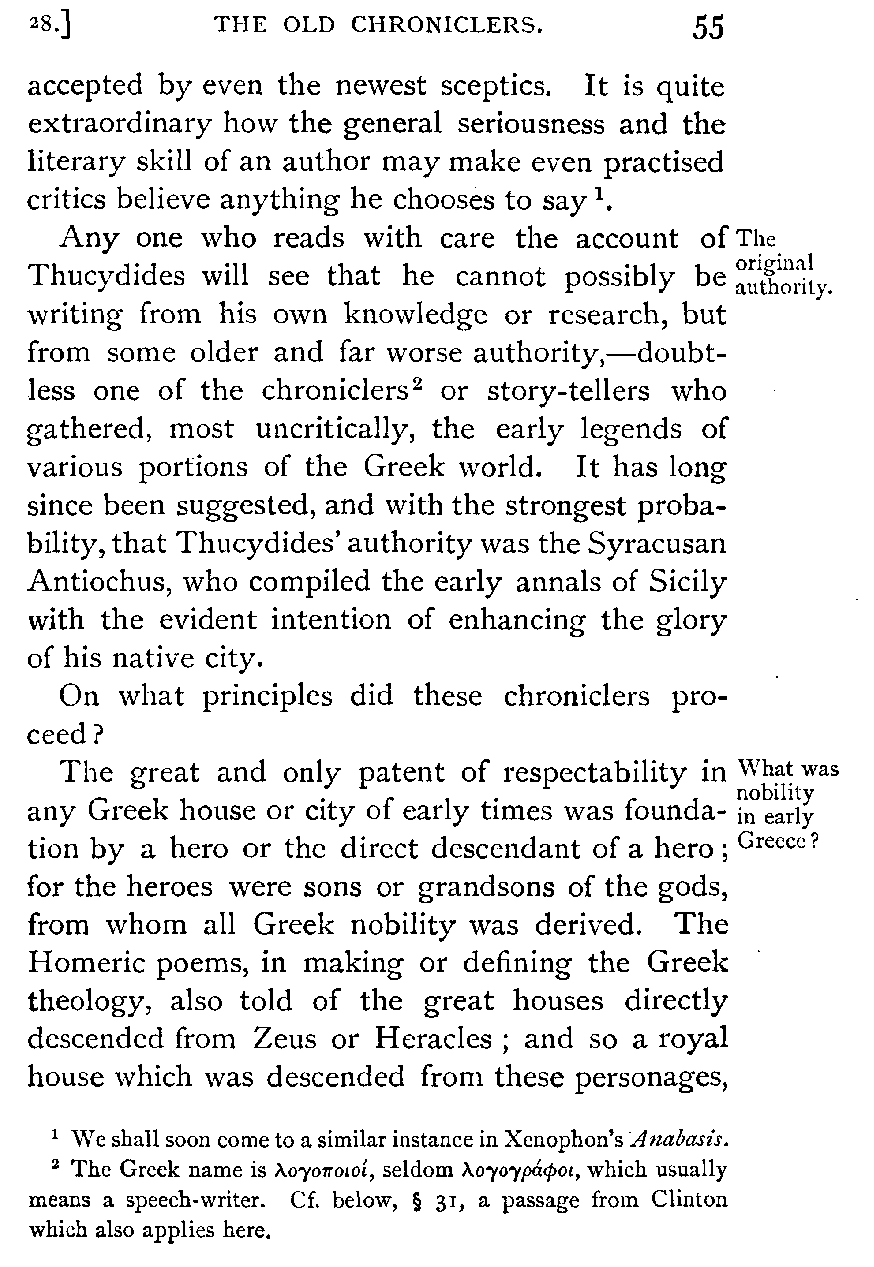 28.] THE OLD CHRONICLERS. 55
accepted by even the newest sceptics. It is quite
extraordinary how the general seriousness and the
literary skill of an author may make even practised
critics believe anything he chooses to say ¹.
Any one who reads with care the account of
The
Thucydides will see that he cannot possibly be
original
authority.
writing from his own knowledge or research, but
from some older and far worse authority,—doubt-
less one of the chroniclers² or story-tellers who
gathered, most uncritically, the early legends of
various portions of the Greek world. It has long
since been suggested, and with the strongest proba-
bility, that Thucydides' authority was the Syracusan
Antiochus, who compiled the early annals of Sicily
with the evident intention of enhancing the glory
of his native city.
On what principles did these chroniclers pro-
ceed?
The great and only patent of respectability in
What was
nobility
any Greek house or city of early times was founda-
in early
tion by a hero or the direct descendant of a hero;
Greece?
for the heroes were sons or grandsons of the gods,
from whom all Greek nobility was derived. The
Homeric poems, in making or defining the Greek
theology, also told of the great houses directly
descended from Zeus or Heracles; and so a royal
house which was descended from these personages,
¹ We shall soon come to a similar instance in Xenophon's Anabasis.
² The Greek name is λογοποιοί, seldom λογογράφοι, which usually
means a speech-writer. Cf. below, § 31, a passage from Clinton
which also applies here.